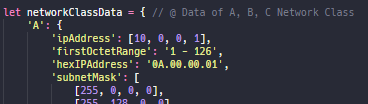 let networkClassData = { // @ Data of A, B, C Network Class
'A': {
'ipAddress': [10, 0, 0, 1],
'firstOctetRange': '1 - 126',
'hexIPAddress': '0A.00.00.01',
'subnetMask': [
[255, 0, 0, 0],
[255, 128, 0, 0],